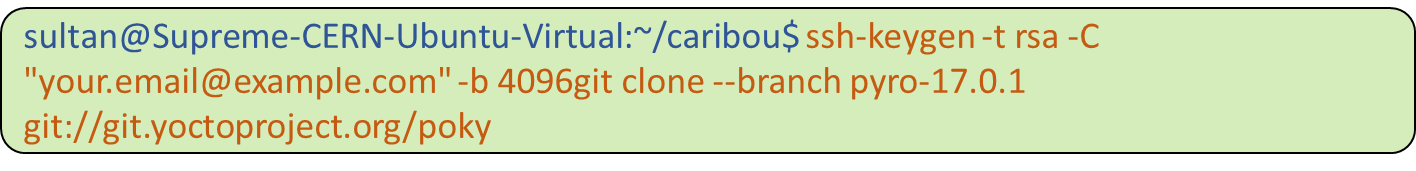 sultan@Supreme-CERN-Ubuntu-Virtual:~/caribou$ ssh-keygen -t rsa -C
"your.email@example.com" -b 4096git clone --branch pyro-17.0.1
git://git.yoctoproject.org/poky